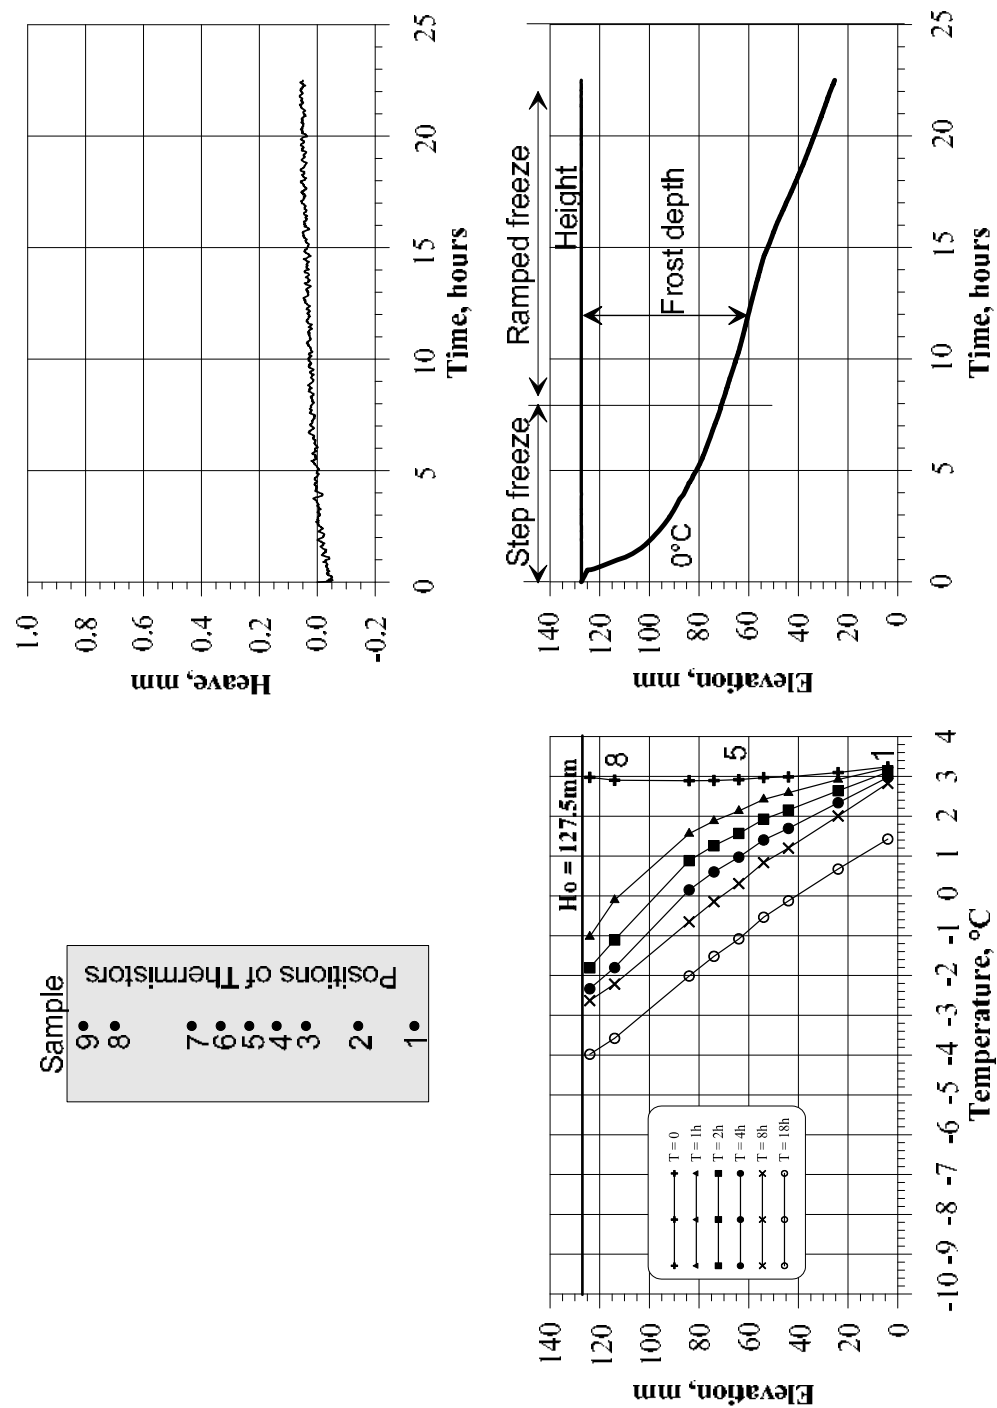 Sample
9
8
7
6
5
4
3
2
1
Positions of Thermistors
Heave, mm
1.0
0.8
0.6
0.4
0.2
0.0
-0.2
0 5 10 15 20 25
Time, hours
Elevation, mm
140
120
100
80
60
40
20
0
Ho = 127.5mm
8
5
1
T = 0
T = 1h
T = 2h
T = 4h
T = 8h
T = 18h
-10 -9 -8 -7 -6 -5 -4 -3 -2 -1 0 1 2 3 4
Temperature, °C
Elevation, mm
140
120
100
80
60
40
20
0
Step freeze
Ramped freeze
Height
Frost depth
0°C
0 5 10 15 20 25
Time, hours